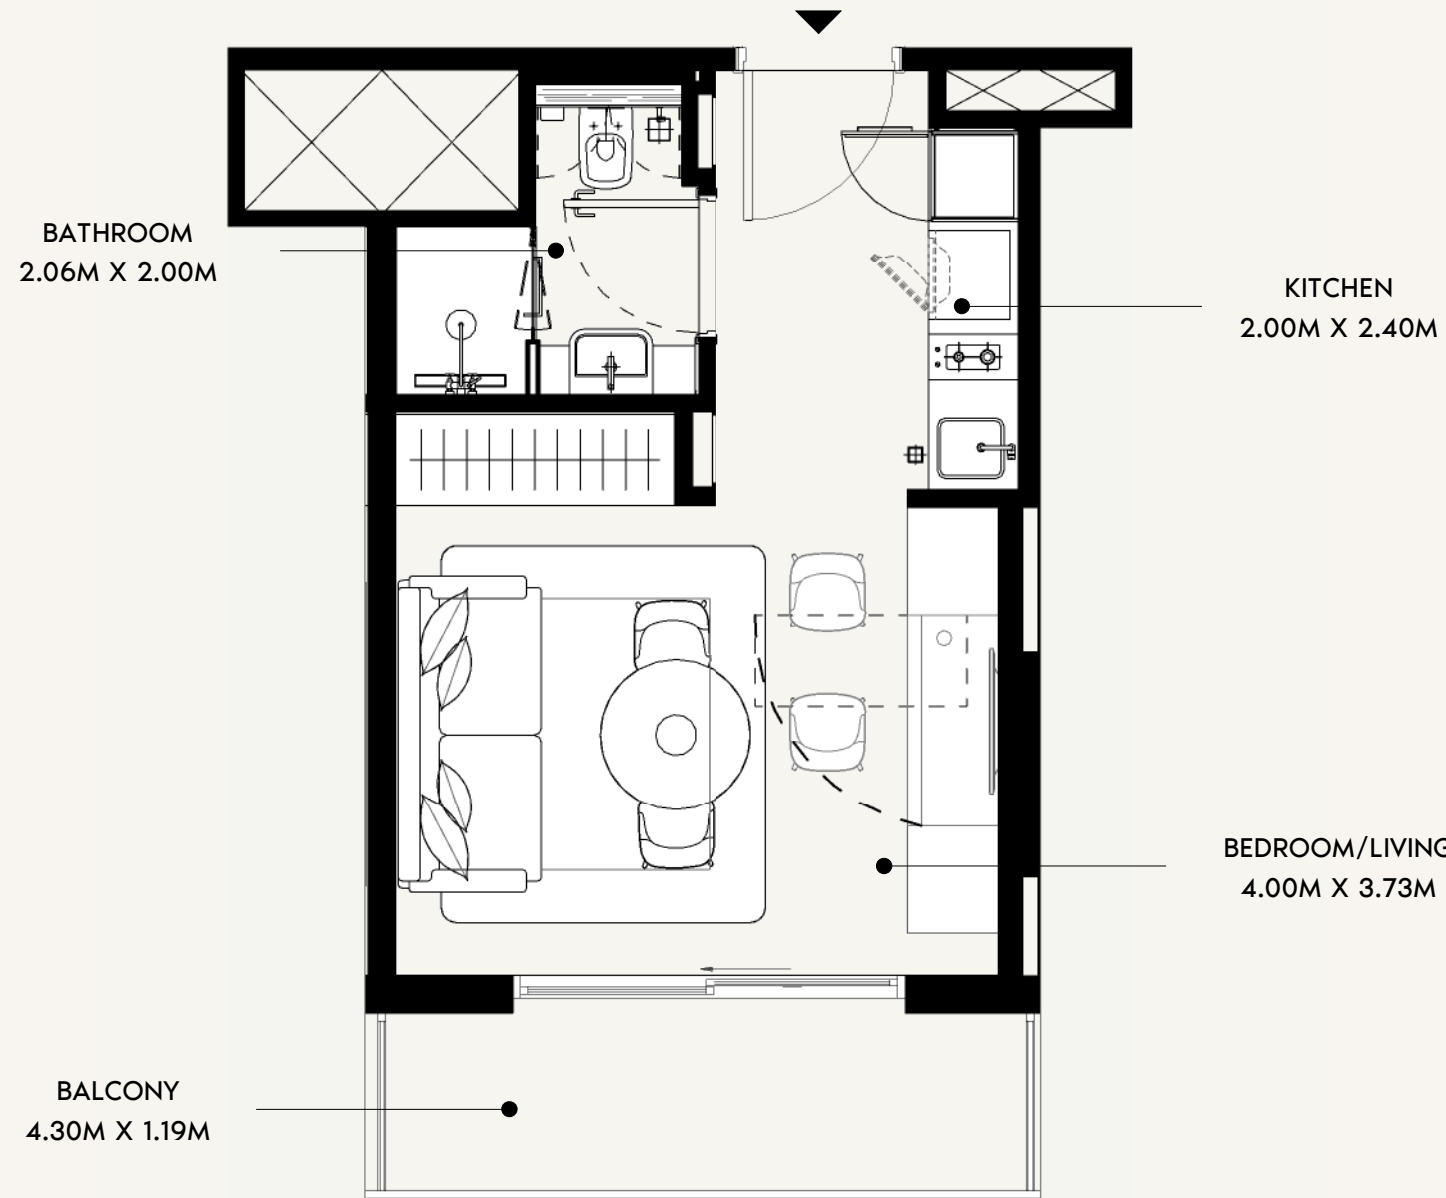 BATHROOM
2.06M X 2.00M
KITCHEN
2.00M X 2.40M
BEDROOM/LIVING
4.00M X 3.73M
BALCONY
4.30M X 1.19M